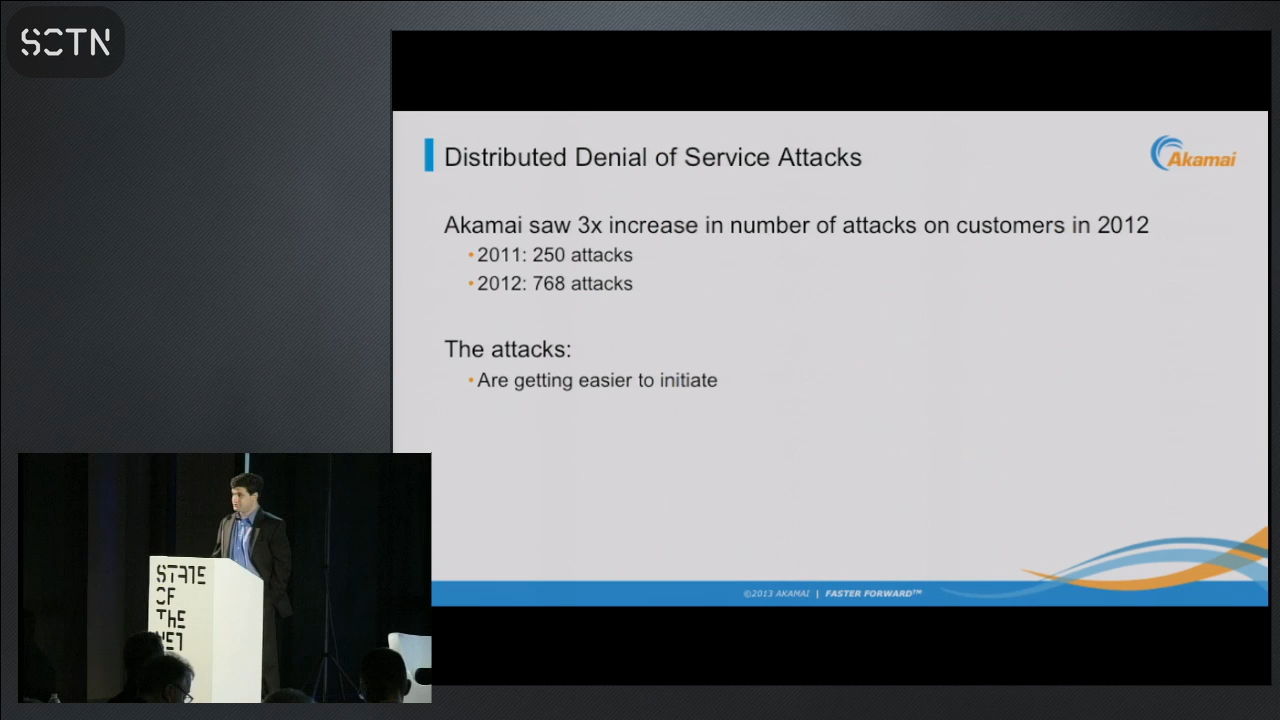 SOTN
Distributed Denial of Service Attacks
Akamai
Akamai saw 3x increase in number of attacks on customers in 2012
•2011: 250 attacks
•2012: 768 attacks
The attacks:
•Are getting easier to initiate
©2013 AKAMAI | FASTER FORWARD™
STATE
OF
THE
NET